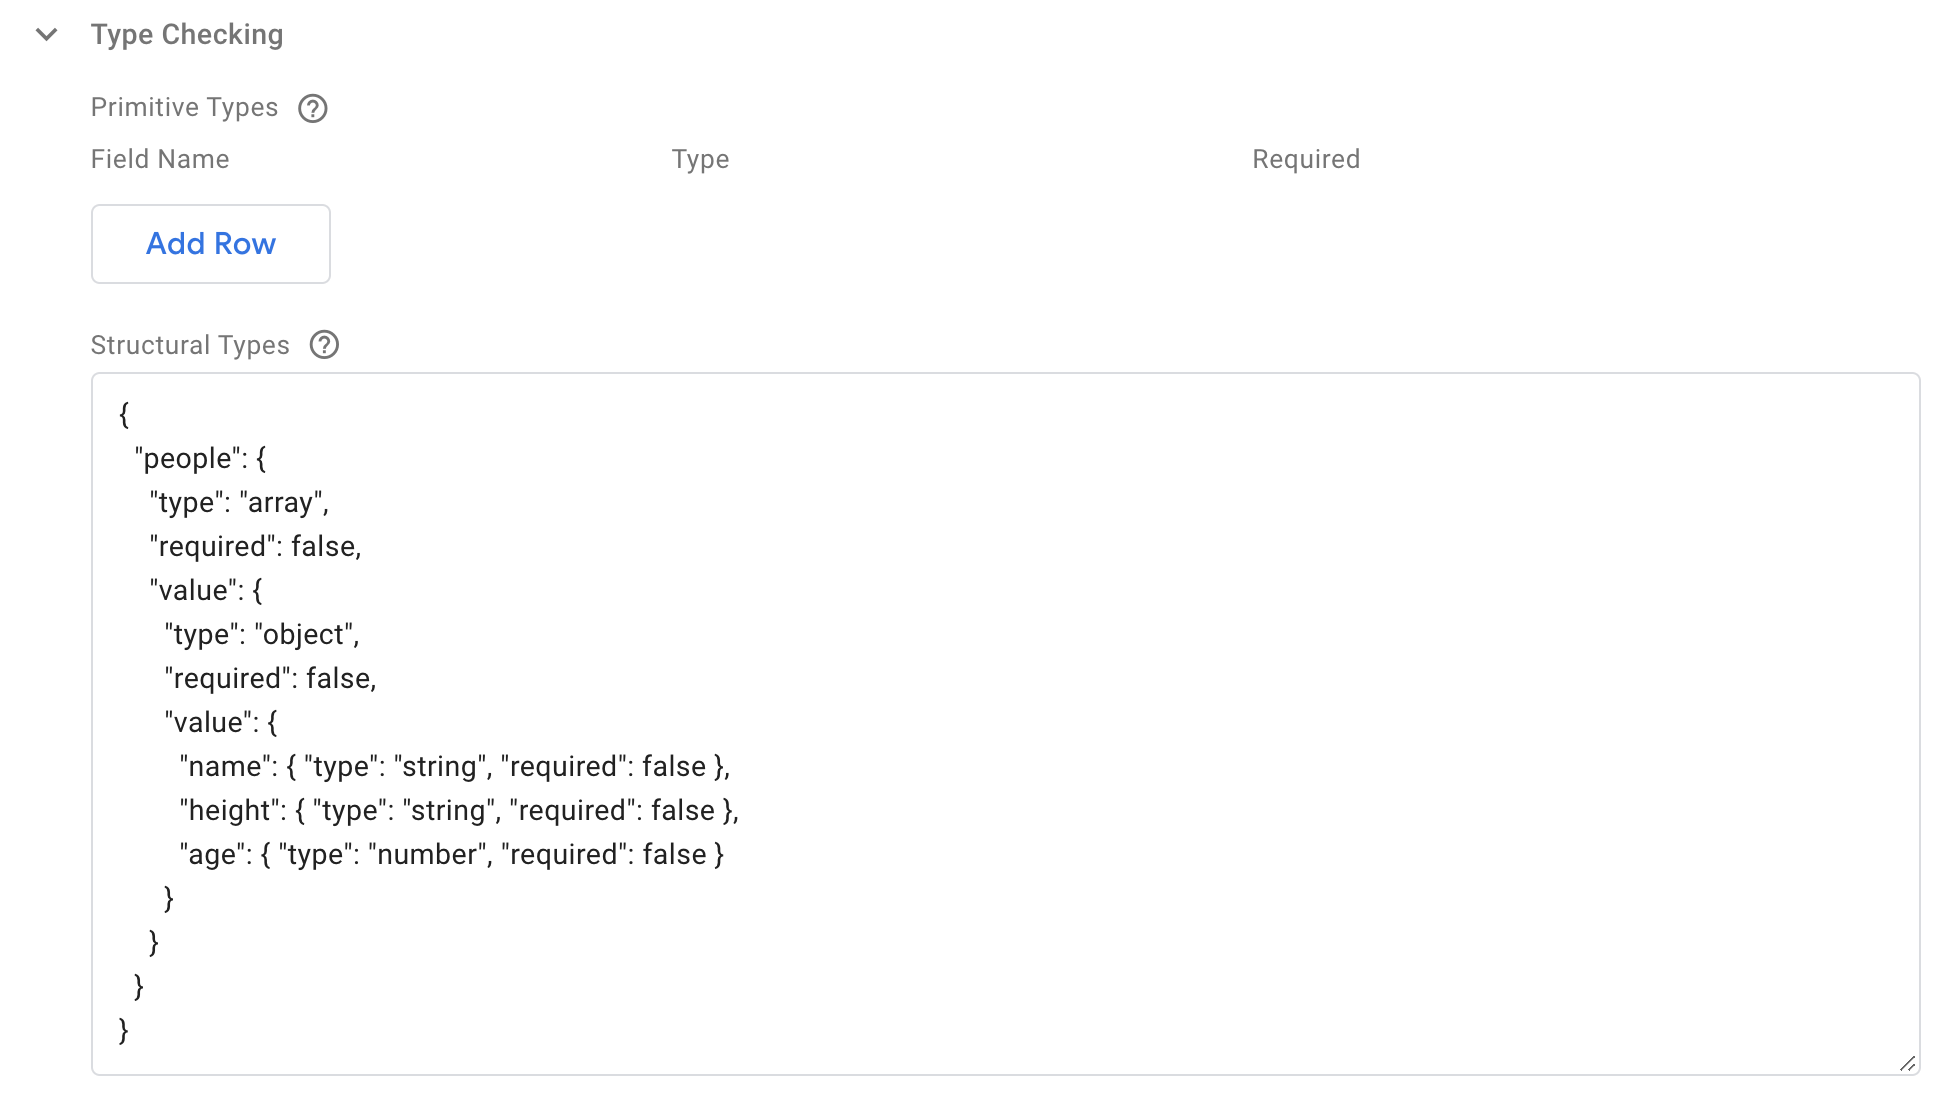 Type Checking
Primitive Types
Field Name Type Required
Add Row
Structural Types
{
  "people": {
    "type": "array",
    "required": false,
    "value": {
      "type": "object",
      "required": false,
      "value": {
        "name": { "type": "string", "required": false },
        "height": { "type": "string", "required": false },
        "age": { "type": "number", "required": false }
      }
    }
  }
}